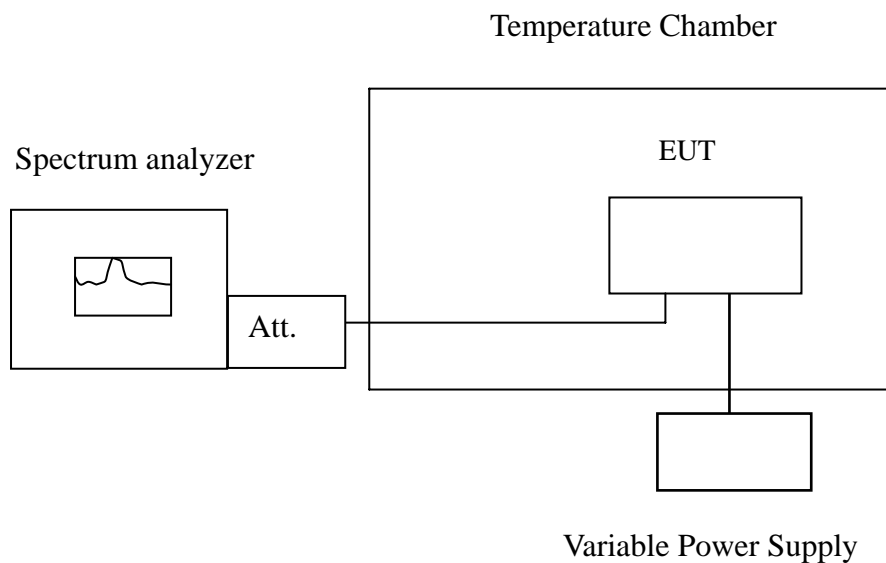 Temperature Chamber
Spectrum analyzer
EUT
Att.
Variable Power Supply